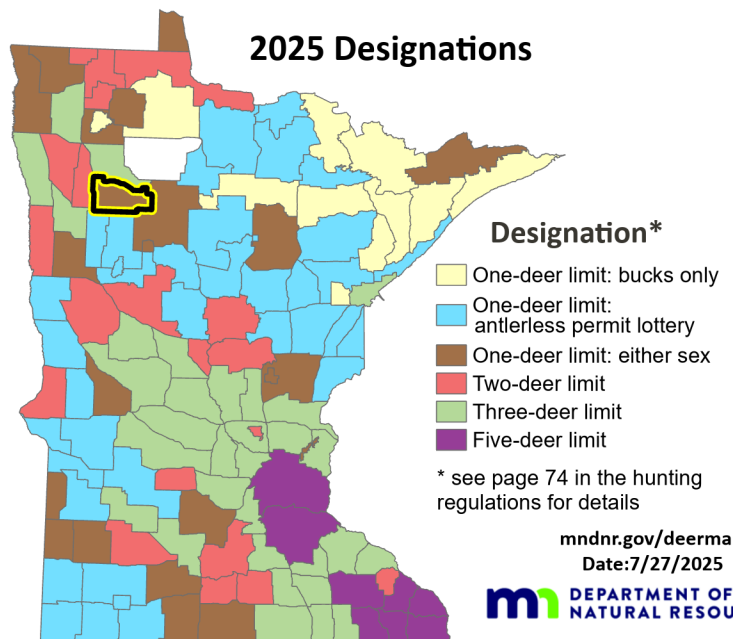 2025 Designations
Designation*
One-deer limit: bucks only
One-deer limit:
antlerless permit lottery
One-deer limit: either sex
Two-deer limit
Three-deer limit
Five-deer limit
* see page 74 in the hunting
regulations for details
mndnr.gov/deerma
Date:7/27/2025
mn DEPARTMENT OF
NATURAL RESOU